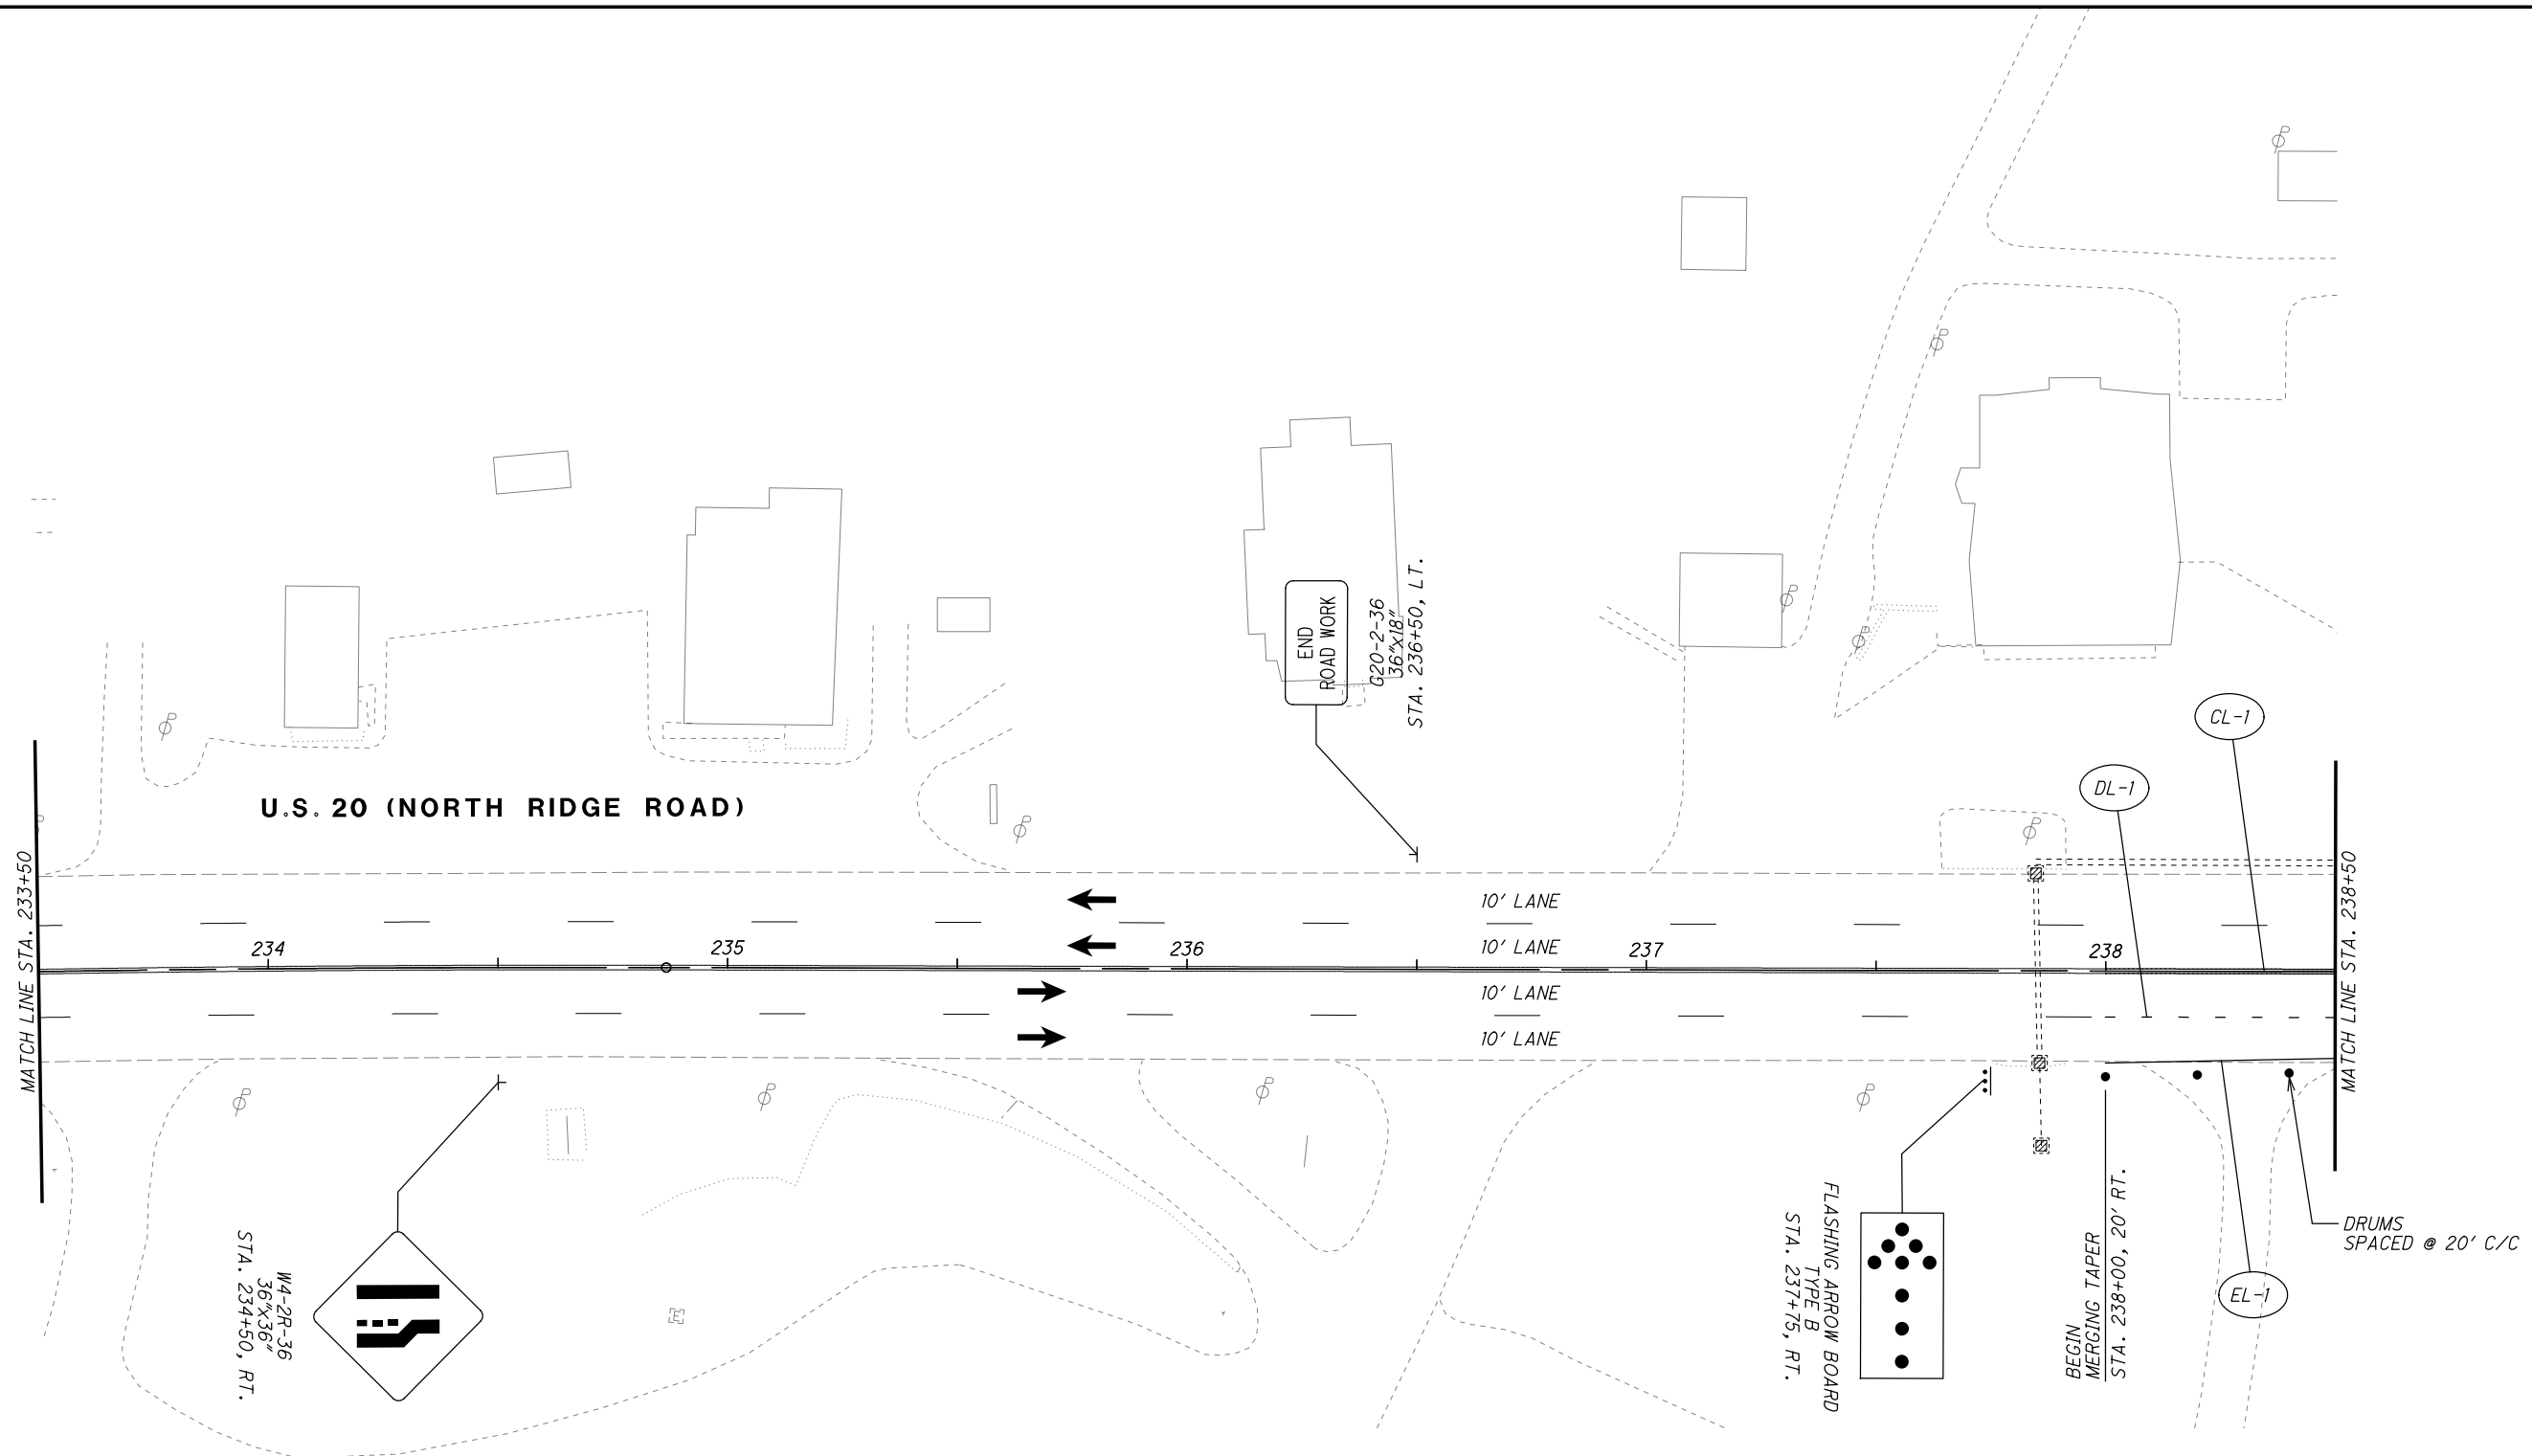 END
ROAD WORK
G20-2-36
36"x18"
STA. 236+50, LT.
CL-1
DL-1
U.S. 20 (NORTH RIDGE ROAD)
MATCH LINE STA. 233+50
MATCH LINE STA. 238+50
10' LANE
234
235
236
10' LANE
237
238
10' LANE
10' LANE
W4-2R-36
36"x36"
STA. 234+50, RT.
FLASHING ARROW BOARD
TYPE B
STA. 237+75, RT.
BEGIN
MERGING TAPER
STA. 238+00, 20' RT.
DRUMS
SPACED @ 20' C/C
EL-1
E